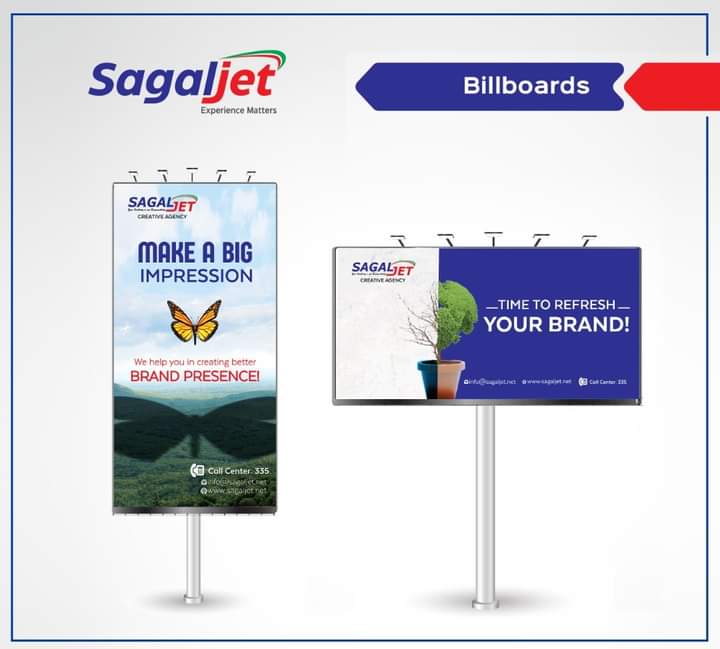 Sagaljet
Experience Matters
Billboards
SAGALJET
CREATIVE AGENCY
MAKE A BIG
IMPRESSION
We help you in creating better
BRAND PRESENCE!
Call Center: 335
info@sagaljet.net
www.sagaljet.net
SAGALJET
CREATIVE AGENCY
TIME TO REFRESH
YOUR BRAND!
info@sagaljet.net www.sagaljet.net Call Center: 335